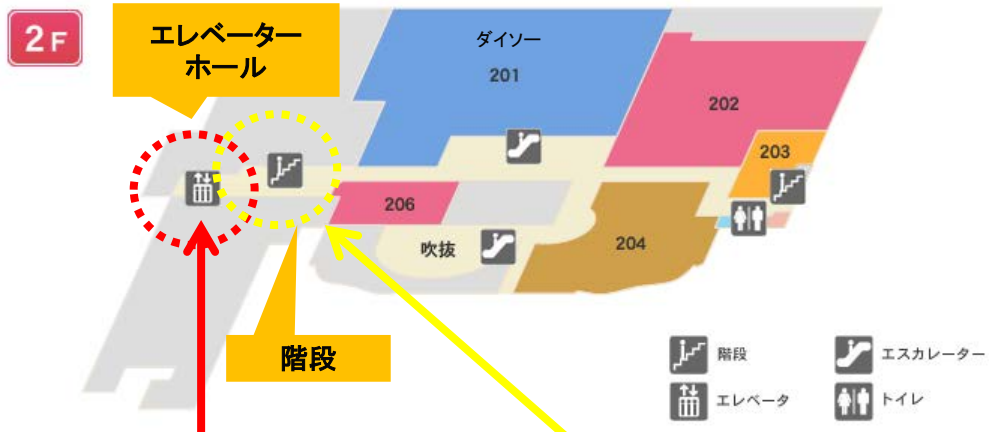 2F
エレベーター
ホール
ダイソー
201
202
203
206
204
吹抜
階段
階段
エスカレーター
エレベータ
トイレ